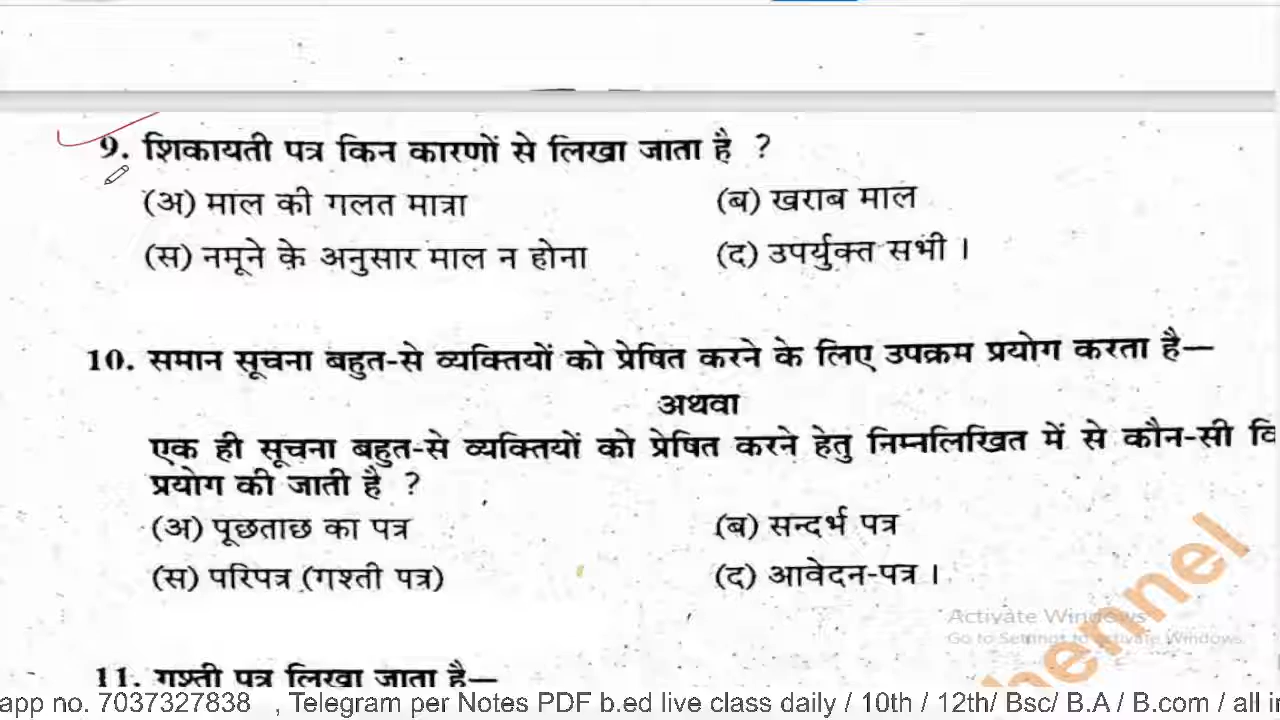 9. शिकायती पत्र किन कारणों से लिखा जाता है ?
(अ) माल की गलत मात्रा (ब) खराब माल
(स) नमूने के अनुसार माल न होना (द) उपर्युक्त सभी ।
10. समान सूचना बहुत-से व्यक्तियों को प्रेषित करने के लिए उपक्रम प्रयोग करता है—
अथवा
एक ही सूचना बहुत-से व्यक्तियों को प्रेषित करने हेतु निम्नलिखित में से कौन-सी
प्रयोग की जाती है ?
(अ) पूछताछ का पत्र (ब) सन्दर्भ पत्र
(स) परिपत्र (गश्ती पत्र) (द) आवेदन-पत्र ।
Activate Windows
Go to Settings to activate Windows.
hennel
11. गश्ती पत्र लिखा जाता है—
app no. 7037327838 , Telegram per Notes PDF b.ed live class daily / 10th / 12th/ Bsc/ B.A / B.com / all